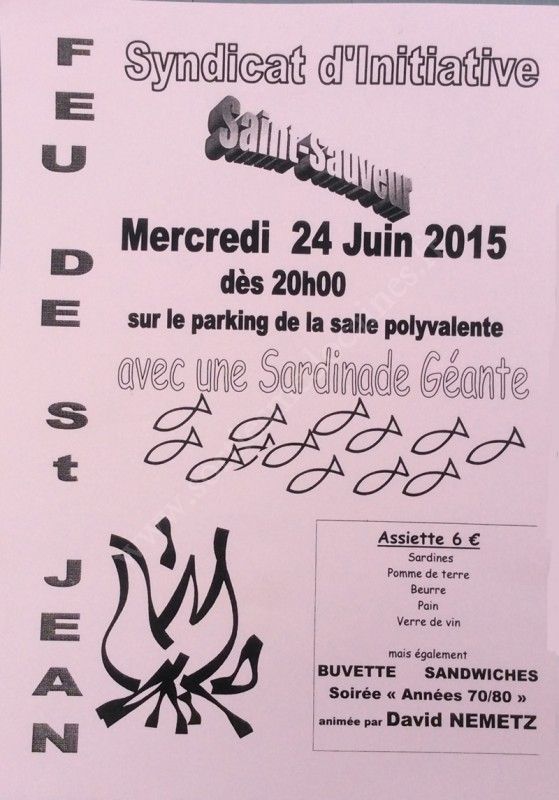 FEU DE St JEAN
Syndicat d'Initiative
Saint-Sauveur
Mercredi 24 Juin 2015
dès 20h00
sur le parking de la salle polyvalente
avec une Sardinade Géante
Assiette 6 €
Sardines
Pomme de terre
Beurre
Pain
Verre de vin
mais également
BUVETTE SANDWICHES
Soirée « Années 70/80 »
animée par David NEMETZ